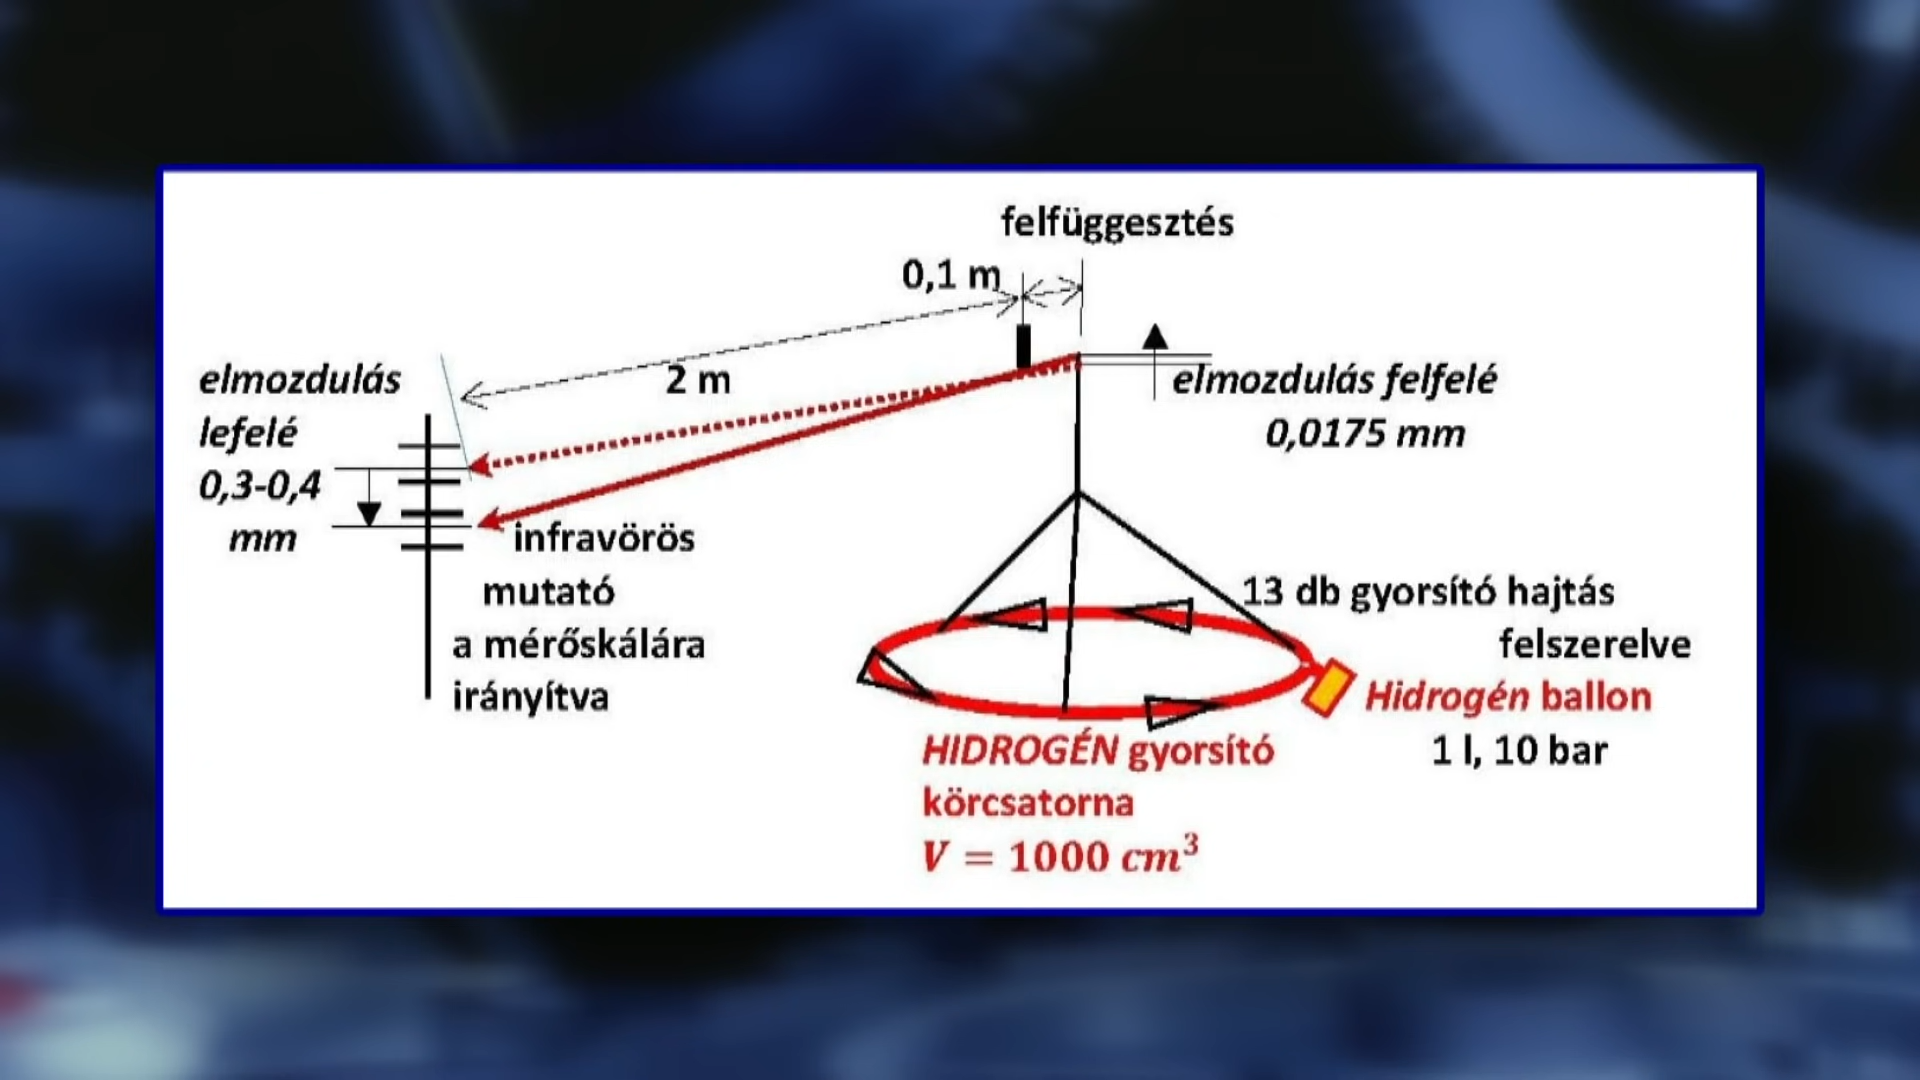 felfüggesztés
0,1 m
2 m
elmozdulás
lefelé
0,3-0,4
mm
elmozdulás felfelé
0,0175 mm
infravörös
mutató
a mérőskálára
irányítva
13 db gyorsító hajtás
felszerelve
Hidrogén ballon
1 l, 10 bar
HIDROGÉN gyorsító
körcsatorna
V = 1000 cm³